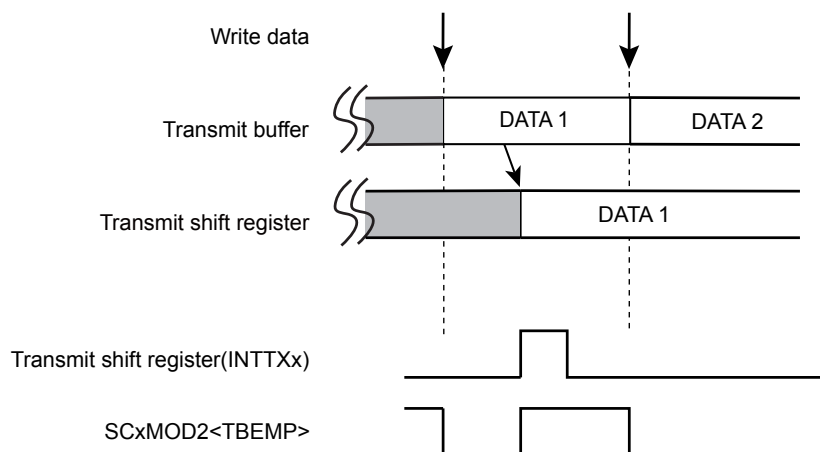 Write data
Transmit buffer
DATA 1
DATA 2
Transmit shift register
DATA 1
Transmit shift register(INTTXx)
SCxMOD2<TBEMP>